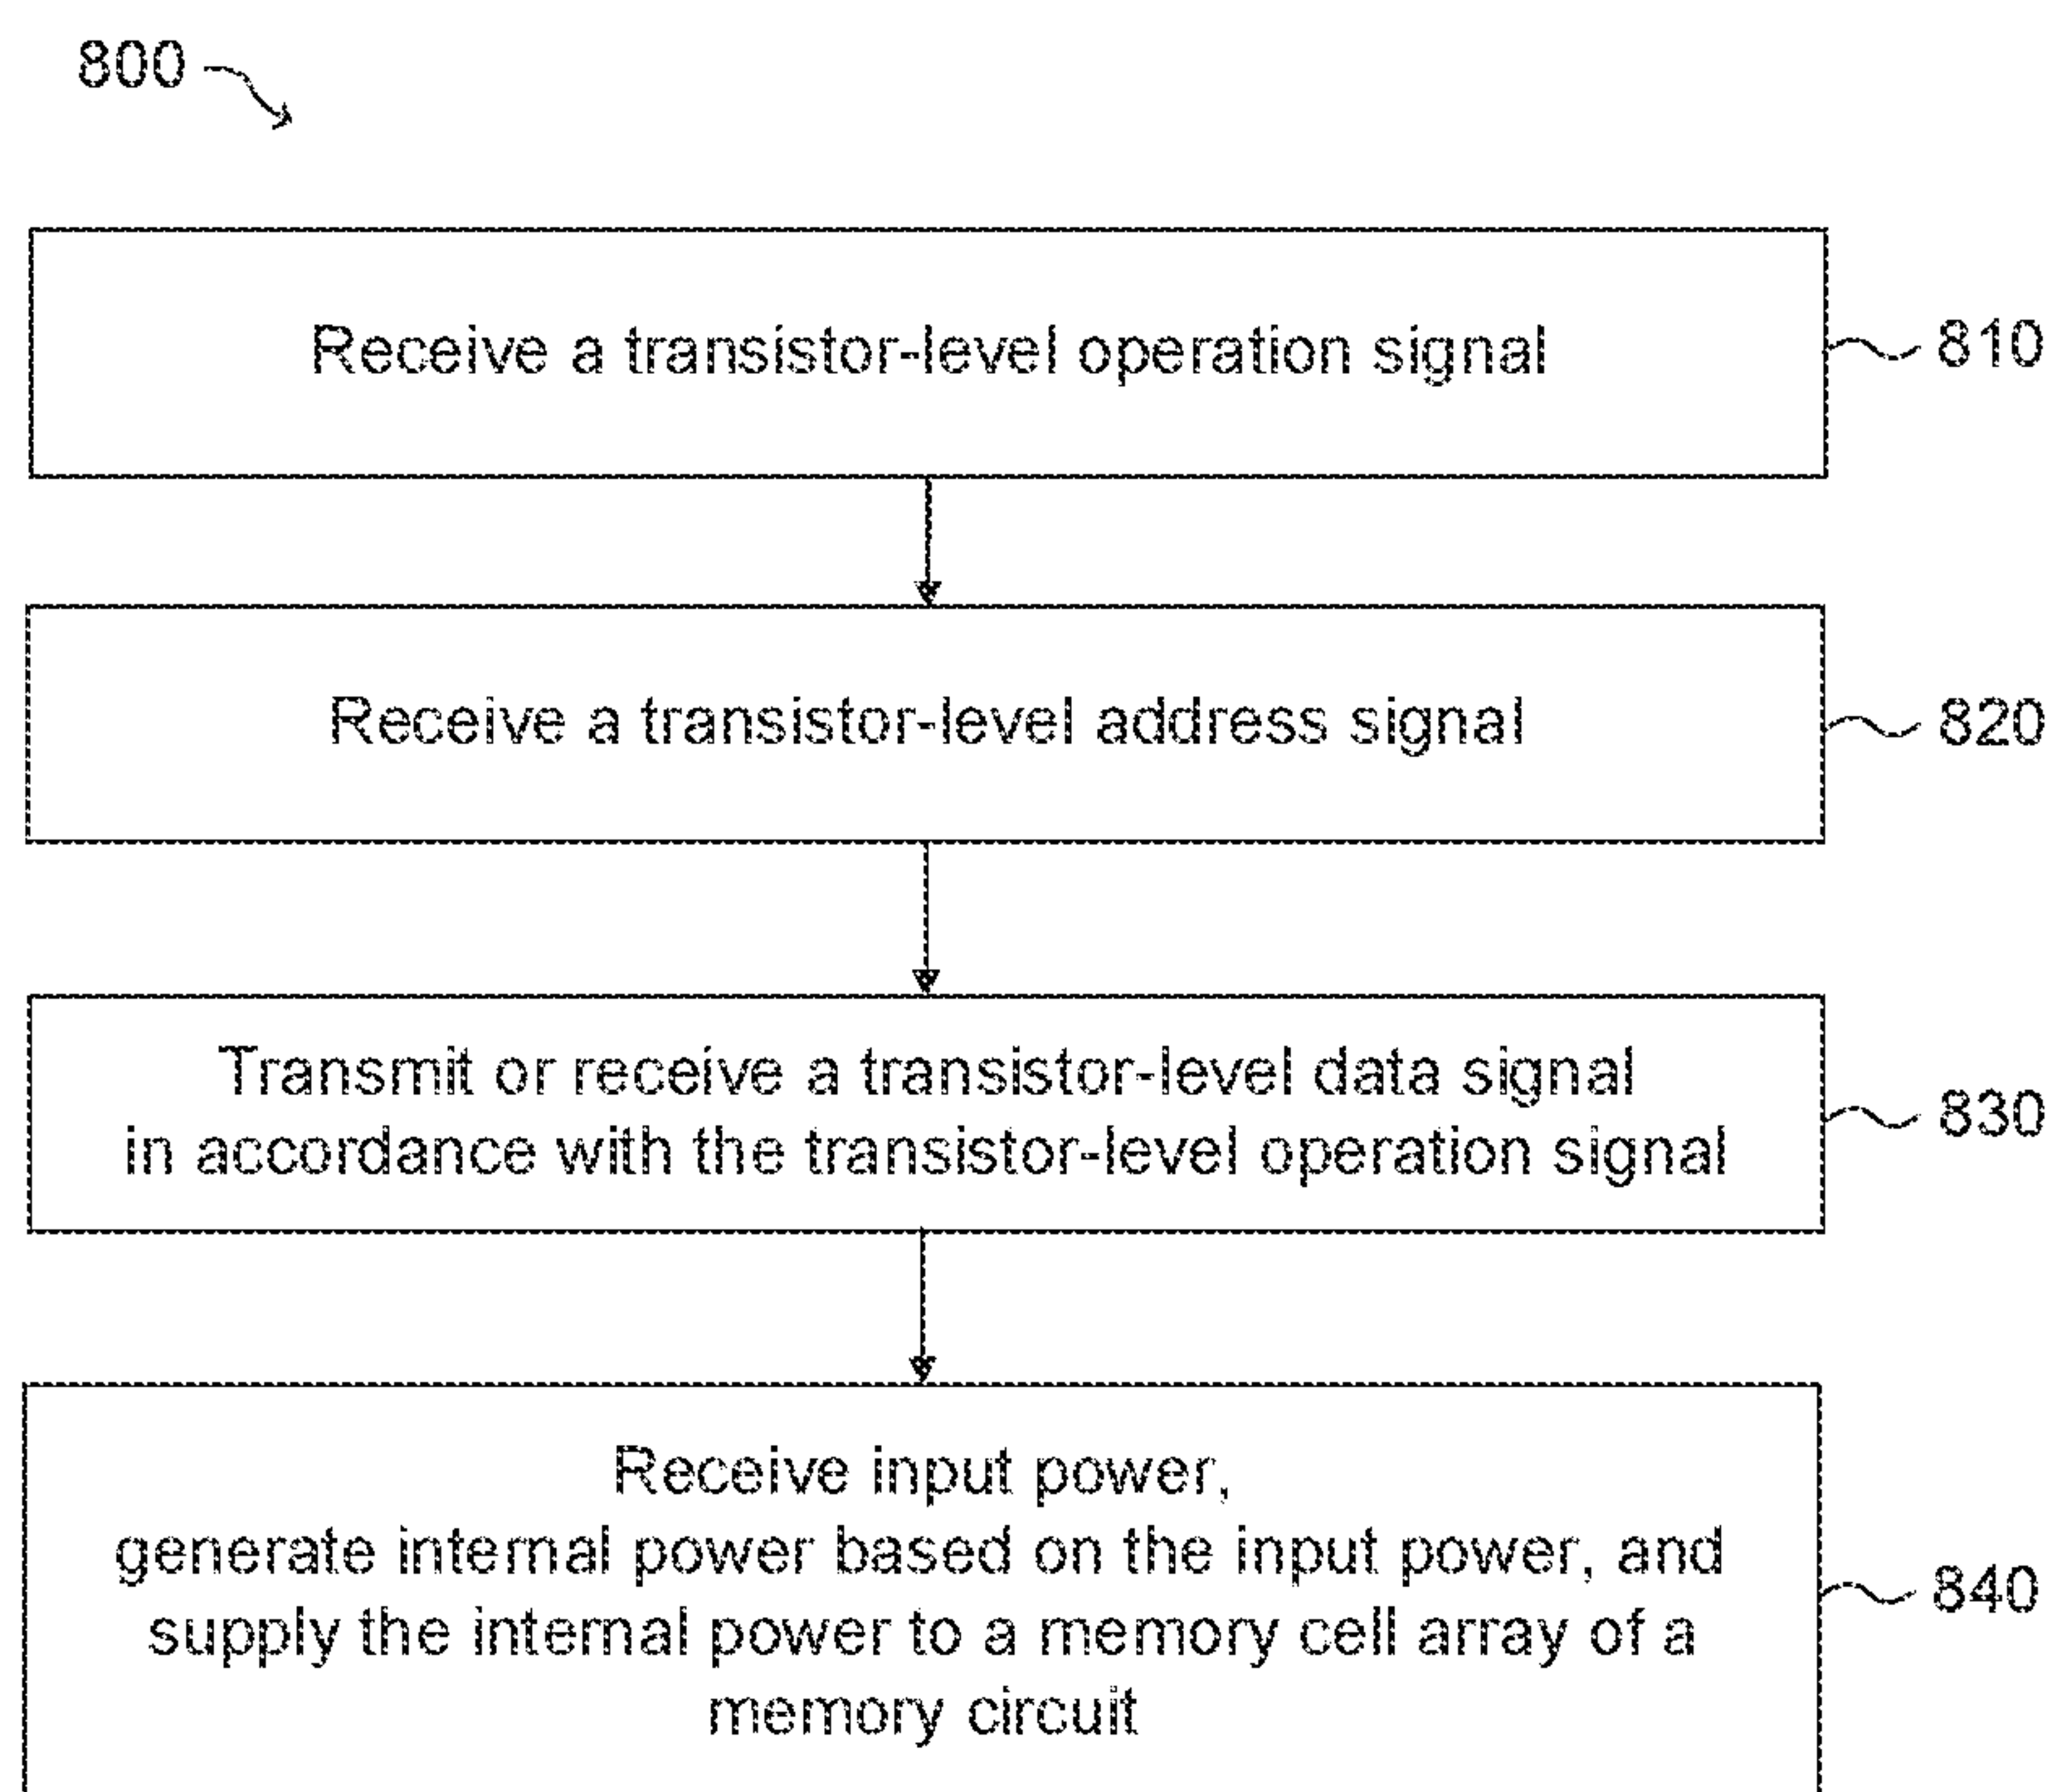 800
Receive a transistor-level operation signal
810
Receive a transistor-level address signal
820
Transmit or receive a transistor-level data signal
in accordance with the transistor-level operation signal
830
Receive input power,
generate internal power based on the input power, and
supply the internal power to a memory cell array of a
memory circuit
840